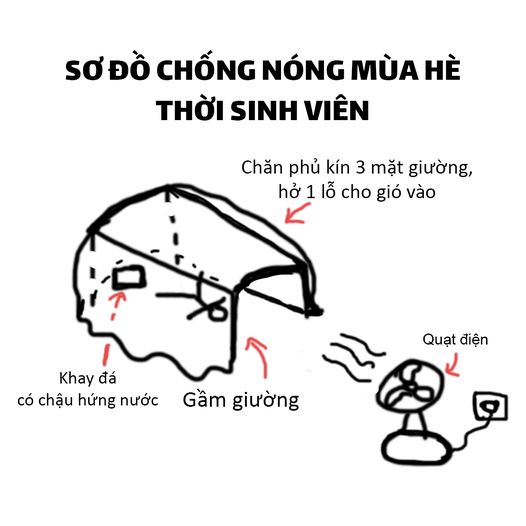 SƠ ĐỒ CHỐNG NÓNG MÙA HÈ
THỜI SINH VIÊN
Chăn phủ kín 3 mặt giường,
hở 1 lỗ cho gió vào
Quạt điện
Khay đá
có chậu hứng nước
Gầm giường